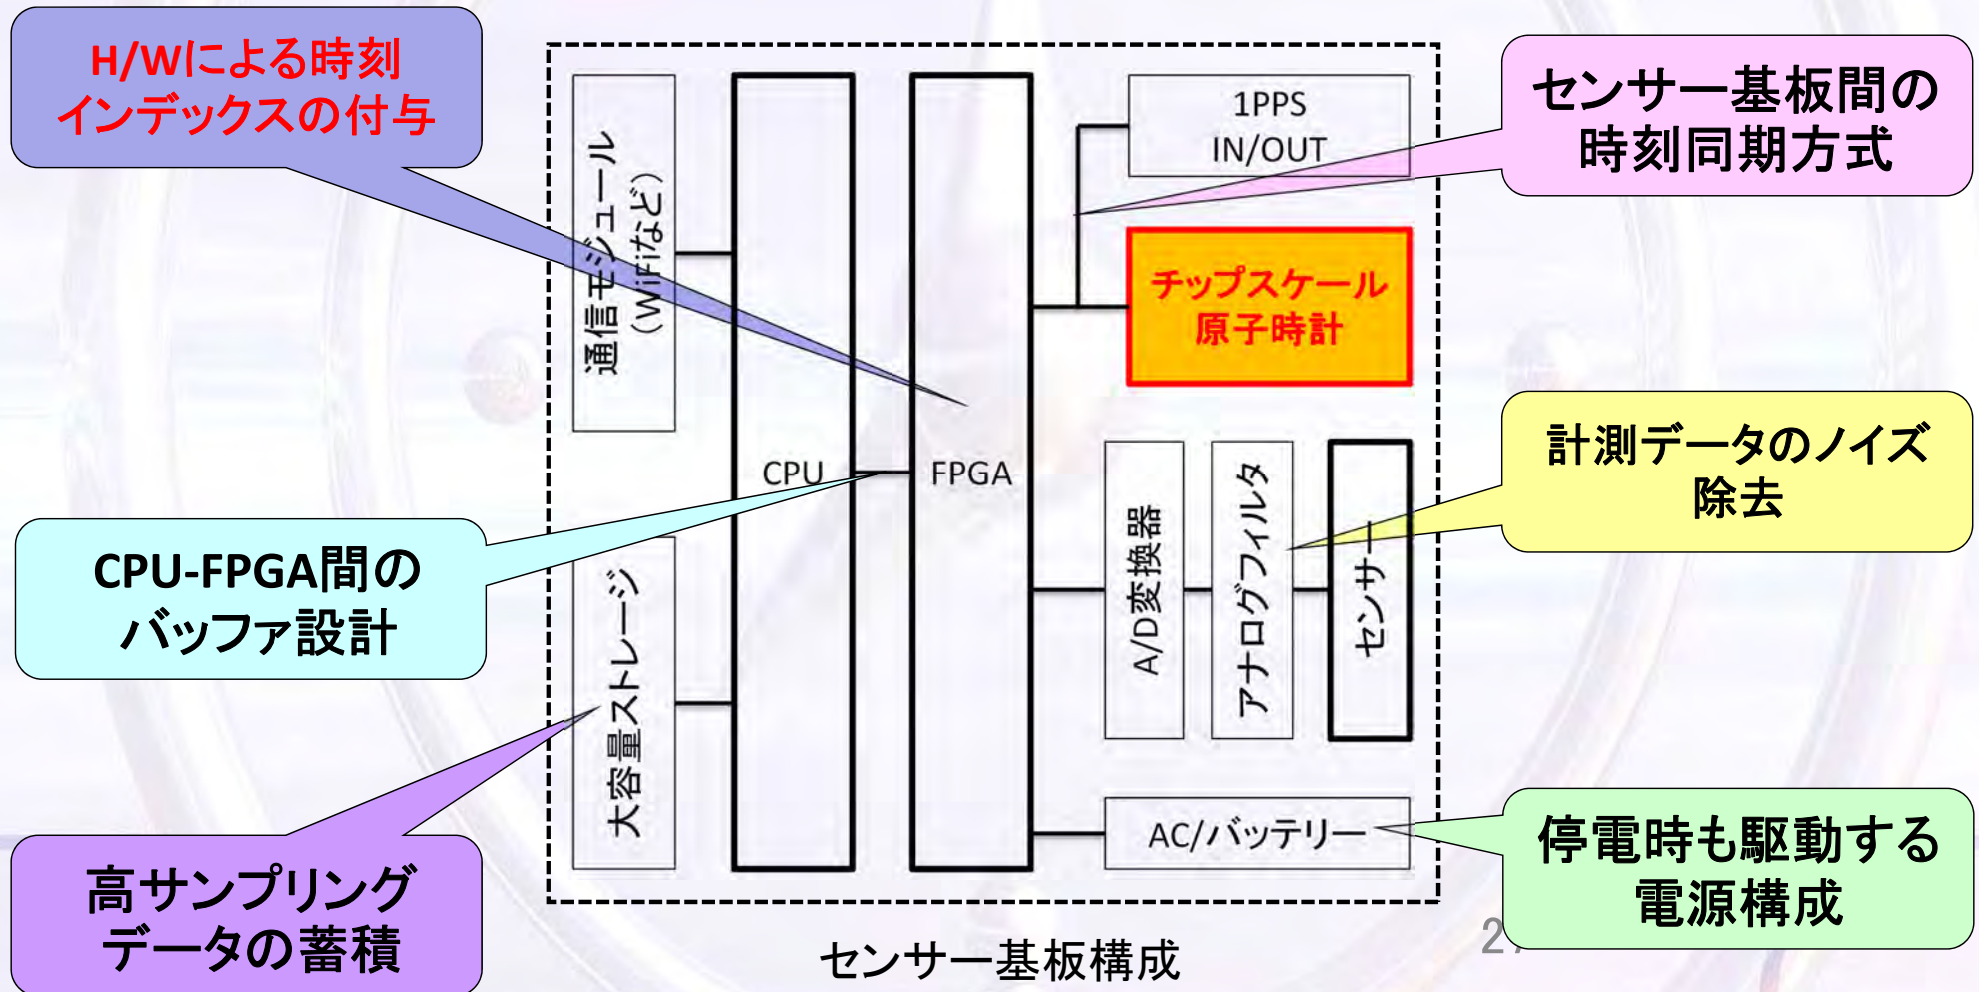 H/Wによる時刻
インデックスの付与
通信モジュール
(WiFiなど)
CPU
FPGA
1PPS
IN/OUT
センサー基板間の
時刻同期方式
チップスケール
原子時計
計測データのノイズ
除去
CPU-FPGA間の
バッファ設計
大容量ストレージ
A/D変換器
アナログフィルタ
センサー
高サンプリング
データの蓄積
AC/バッテリー
停電時も駆動する
電源構成
センサー基板構成